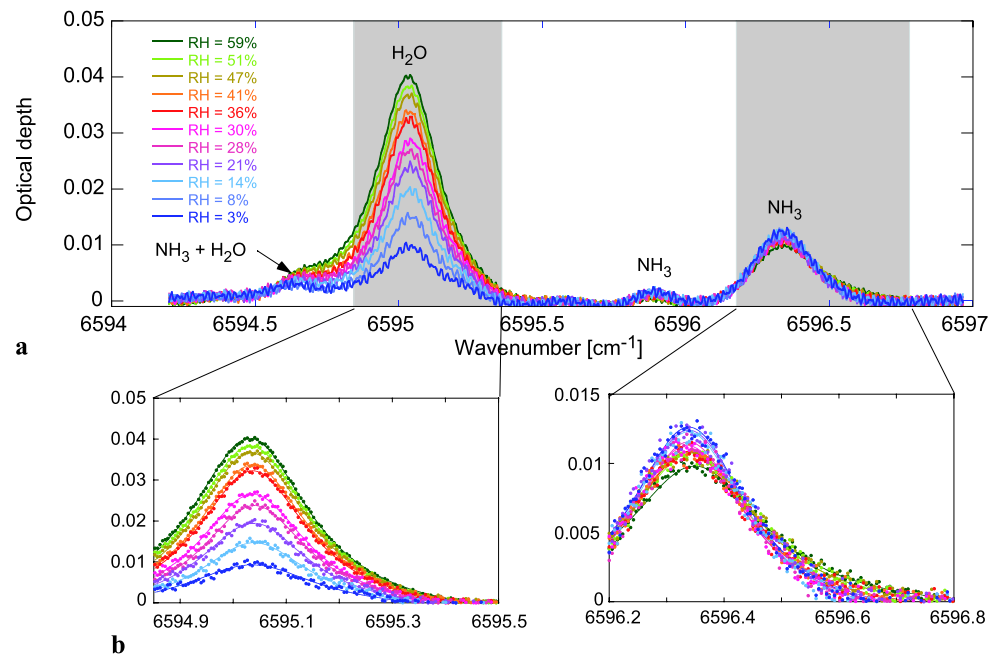 0.05
0.04
0.03
0.02
0.01
0
Optical depth
RH = 59%
RH = 51%
RH = 47%
RH = 41%
RH = 36%
RH = 30%
RH = 28%
RH = 21%
RH = 14%
RH = 8%
RH = 3%
H₂O
NH₃ + H₂O
NH₃
NH₃
6594 6594.5 6595 6595.5 6596 6596.5 6597
Wavenumber [cm⁻¹]
a
0.05
0.04
0.03
0.02
0.01
0
6594.9 6595.1 6595.3 6595.5
0.015
0.01
0.005
0
6596.2 6596.4 6596.6 6596.8
b